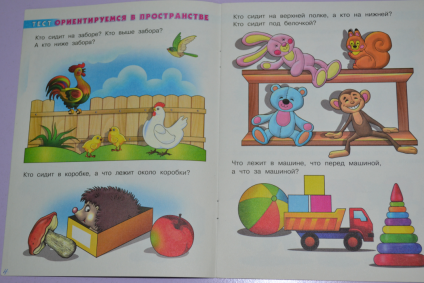 ТЕСТ ОРИЕНТИРУЕМСЯ В ПРОСТРАНСТВЕ
Кто сидит на заборе? Кто выше забора?
А кто ниже забора?
Кто сидит в коробке, а что лежит около коробки?
Кто сидит на верхней полке, а кто на нижней?
Кто сидит под белочкой?
Что лежит в машине, что перед машиной,
а что за машиной?